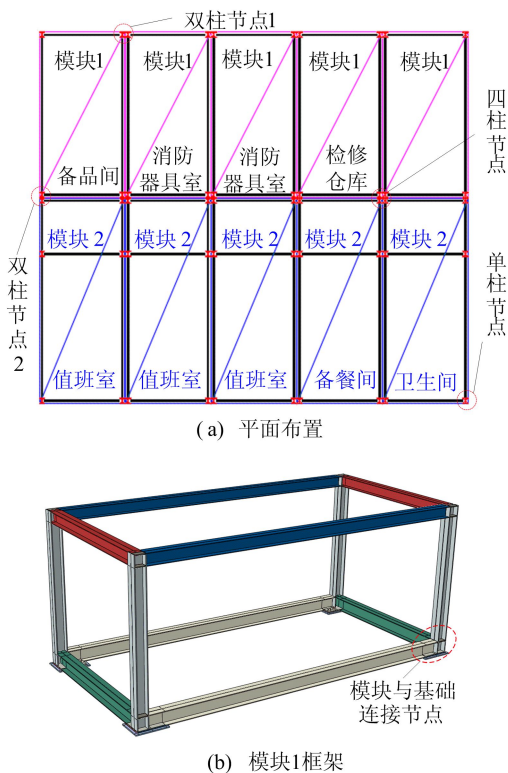 双柱节点1
模块1 模块1 模块1 模块1 模块1
四柱节点
备品间
消防器具室
消防器具室
检修仓库
模块 2 模块 2 模块 2 模块 2 模块 2
双柱节点2
单柱节点
值班室 值班室 值班室 备餐间 卫生间
(a) 平面布置
模块与基础
连接节点
(b) 模块1框架